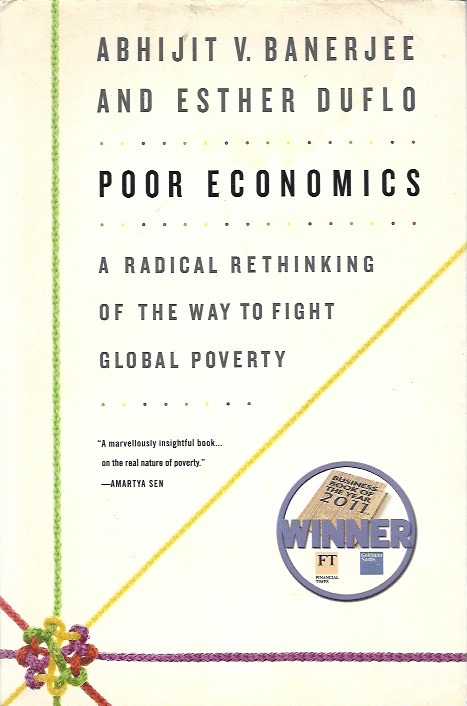 ABHIJIT V. BANERJEE
AND ESTHER DUFLO
POOR ECONOMICS
A RADICAL RETHINKING
OF THE WAY TO FIGHT
GLOBAL POVERTY
"A marvellously insightful book...
on the real nature of poverty."
—AMARTYA SEN
BUSINESS
BOOK OF
THE YEAR
2011
WINNER
FT
FINANCIAL
TIMES
Goldman
Sachs